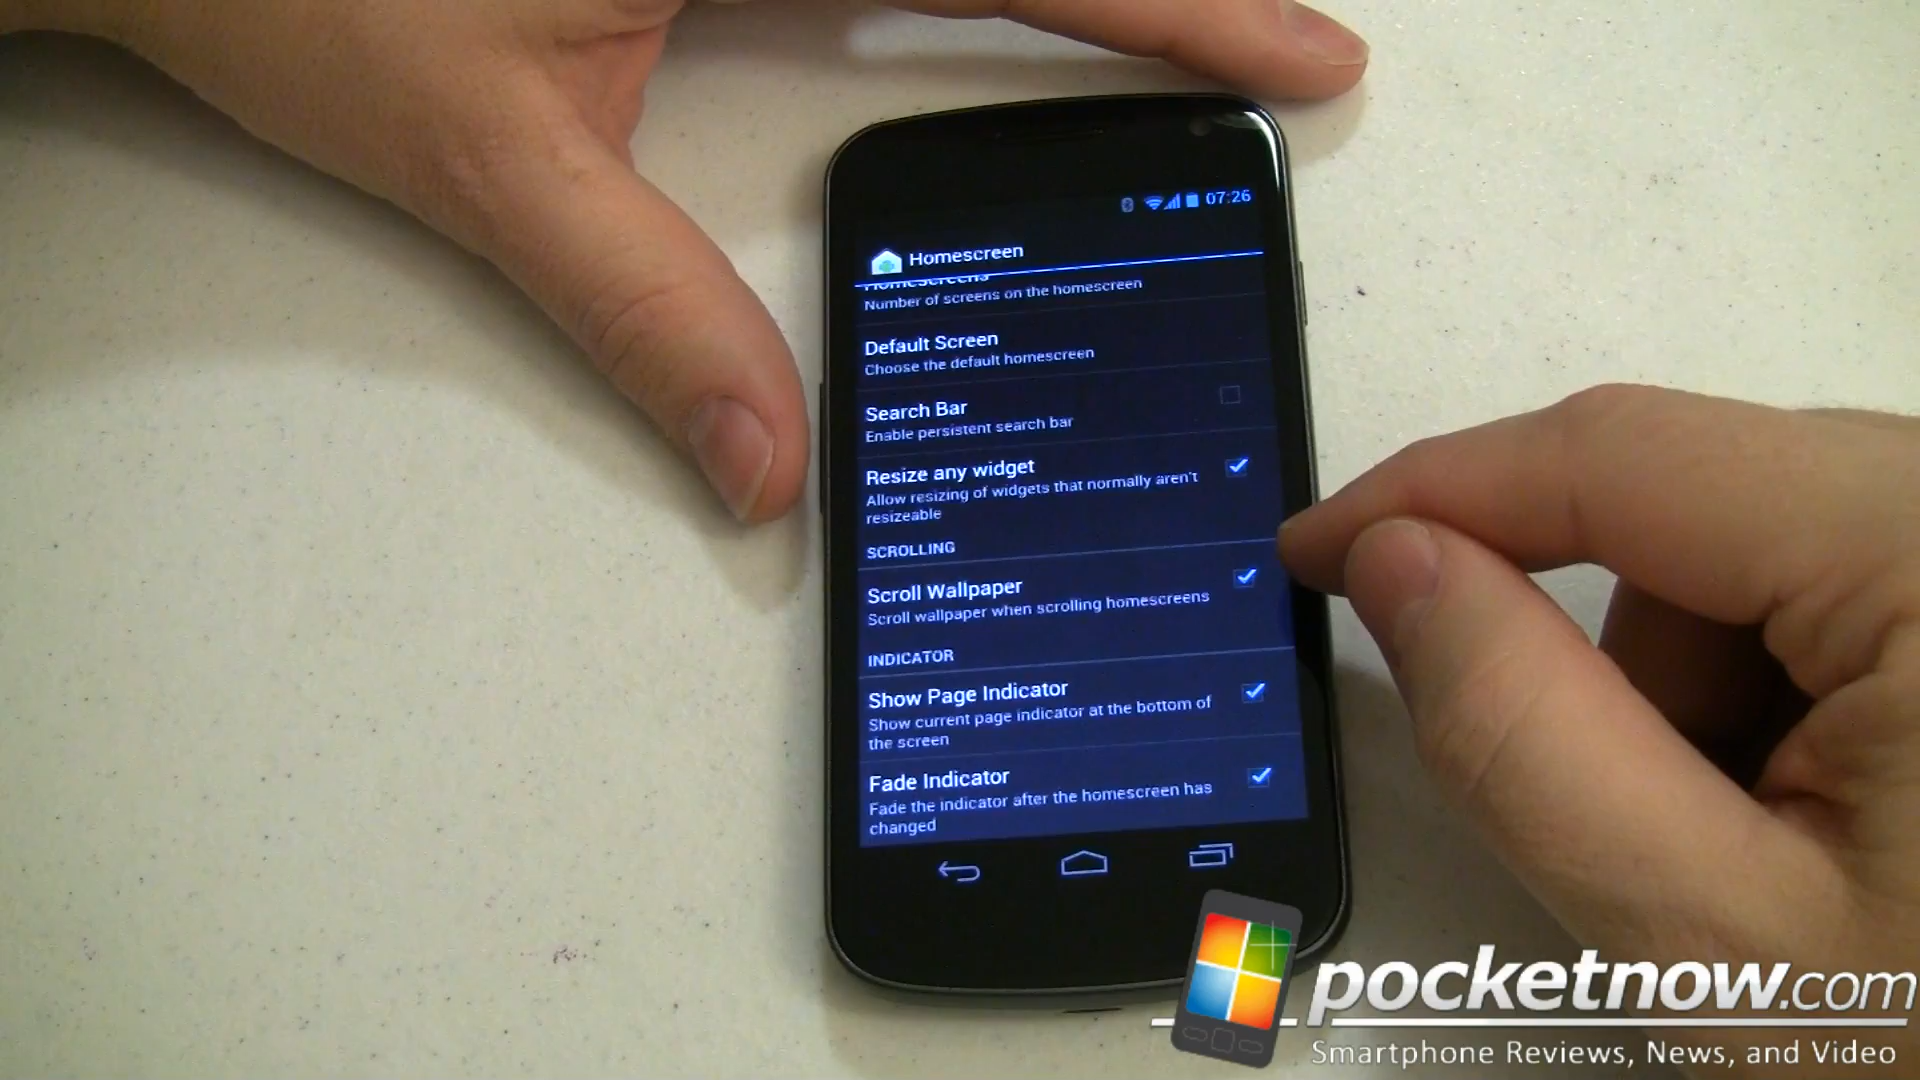 07:26
Homescreen
Homescreens
Number of screens on the homescreen
Default Screen
Choose the default homescreen
Search Bar
Enable persistent search bar
Resize any widget
Allow resizing of widgets that normally aren't
resizeable
SCROLLING
Scroll Wallpaper
Scroll wallpaper when scrolling homescreens
INDICATOR
Show Page Indicator
Show current page indicator at the bottom of
the screen
Fade Indicator
Fade the indicator after the homescreen has
changed
pocketnow.com
Smartphone Reviews, News, and Video